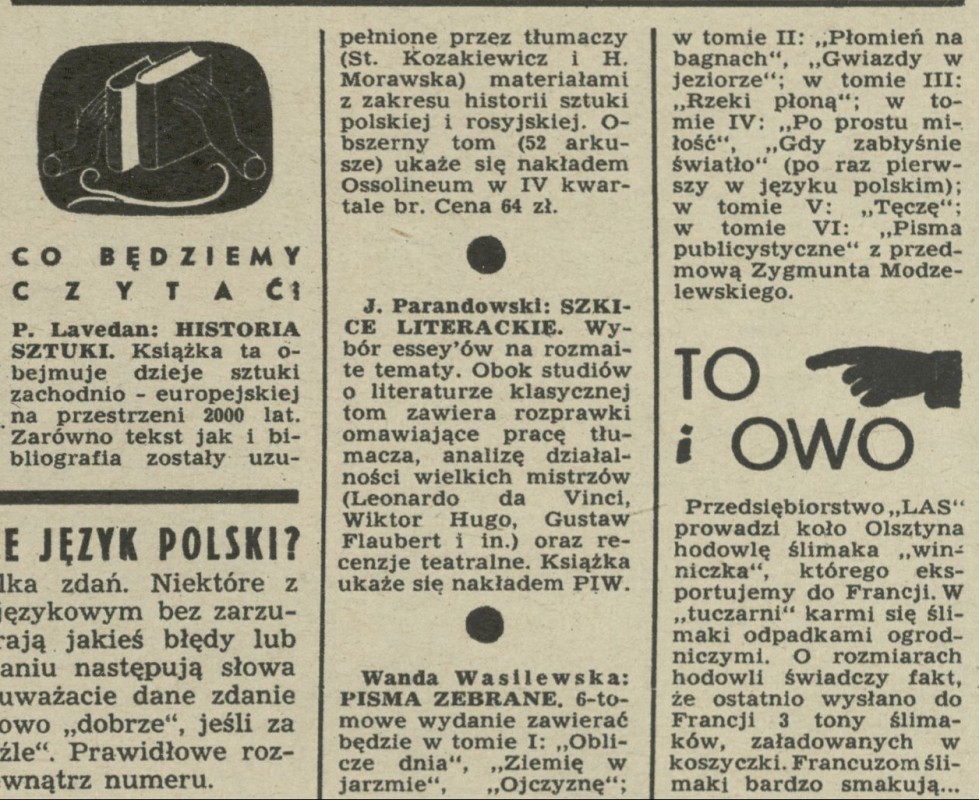 CO BĘDZIEMY
CZYTAĆ?
P. Lavedan: HISTORIA
SZTUKI. Książka ta o-
bejmuje dzieje sztuki
zachodnio - europejskiej
na przestrzeni 2000 lat.
Zarówno tekst jak i bi-
bliografia zostały uzu-
pełnione przez tłumaczy
(St. Kozakiewicz i H.
Morawska) materiałami
z zakresu historii sztuki
polskiej i rosyjskiej. O-
bszerny tom (52 arku-
sze) ukaże się nakładem
Ossolineum w IV kwar-
tale br. Cena 64 zł.
J. Parandowski: SZKI-
CE LITERACKIE. Wy-
bór essey'ów na rozmai-
te tematy. Obok studiów
o literaturze klasycznej
tom zawiera rozprawki
omawiające pracę tłu-
macza, analizę działal-
ności wielkich mistrzów
(Leonardo da Vinci,
Wiktor Hugo, Gustaw
Flaubert i in.) oraz re-
cenzje teatralne. Książka
ukaże się nakładem PIW.
Wanda Wasilewska:
PISMA ZEBRANE. 6-to-
mowe wydanie zawierać
będzie w tomie I: „Obli-
cze dnia“, „Ziemię w
jarzmie“, „Ojczyznę“;
w tomie II: „Płomień na
bagnach“, „Gwiazdy w
jeziorze“; w tomie III:
„Rzeki płoną“; w to-
mie IV: „Po prostu mi-
łość“, „Gdy zabłyśnie
światło“ (po raz pierw-
szy w języku polskim);
w tomie V: „Tęczę“;
w tomie VI: „Pisma
publicystyczne“ z przed-
mową Zygmunta Modze-
lewskiego.
TO
i OWO
Przedsiębiorstwo „LAS“
prowadzi koło Olsztyna
hodowlę ślimaka „win-
niczka“, którego eks-
portujemy do Francji. W
„tuczarni“ karmi się śli-
maki odpadkami ogrod-
niczymi. O rozmiarach
hodowli świadczy fakt,
że ostatnio wysłano do
Francji 3 tony ślima-
ków, załadowanych w
koszyczki. Francuzom śli-
maki bardzo smakują...
E JĘZYK POLSKI?
lka zdań. Niektóre z
językowym bez zarzu-
rają jakieś błędy lub
aniu następują słowa
uważacie dane zdanie
owo „dobrze“, jeśli za
źle“. Prawidłowe roz-
ewnątrz numeru.